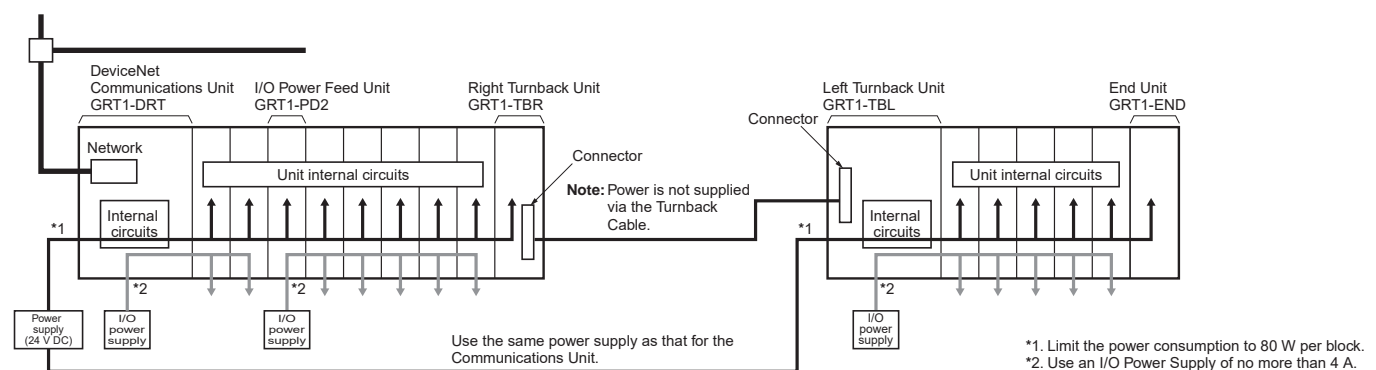 DeviceNet
Communications Unit
GRT1-DRT
I/O Power Feed Unit
GRT1-PD2
Right Turnback Unit
GRT1-TBR
Left Turnback Unit
GRT1-TBL
End Unit
GRT1-END
Connector
Network
Unit internal circuits
Connector
Note: Power is not supplied
via the Turnback
Cable.
Unit internal circuits
Internal
circuits
*1
Internal
circuits
*1
*2
*2
*2
Power
supply
(24 V DC)
I/O
power
supply
I/O
power
supply
I/O
power
supply
Use the same power supply as that for the
Communications Unit.
*1. Limit the power consumption to 80 W per block.
*2. Use an I/O Power Supply of no more than 4 A.